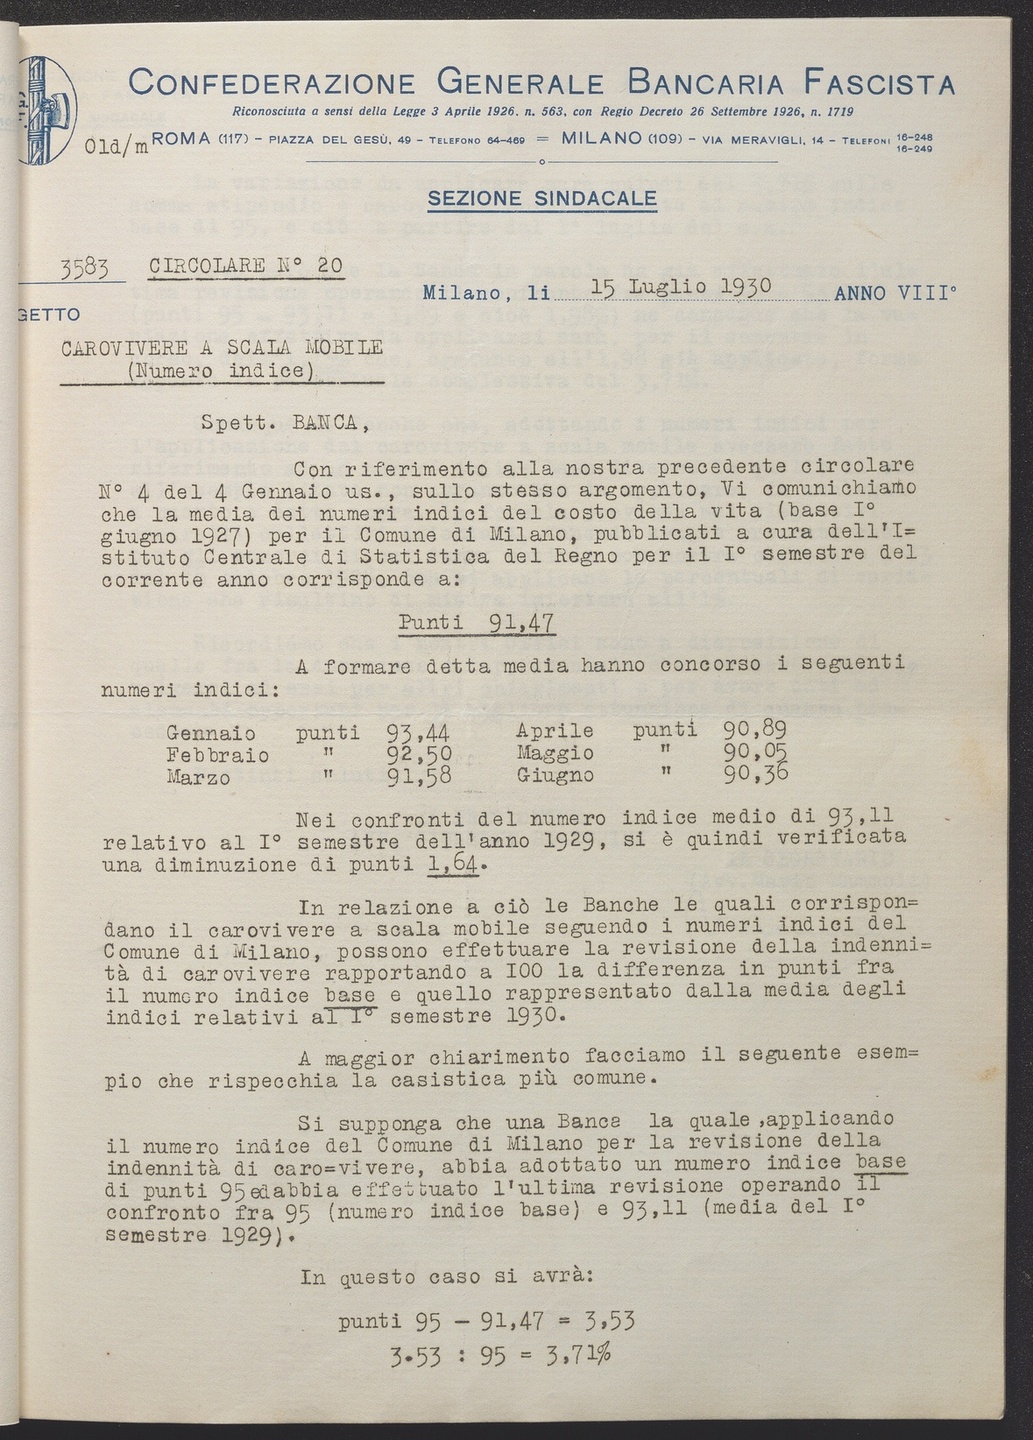 CONFEDERAZIONE GENERALE BANCARIA FASCISTA
Riconosciuta a sensi della Legge 3 Aprile 1926. n. 563, con Regio Decreto 26 Settembre 1926, n. 1719
Old/m ROMA (117) – PIAZZA DEL GESÙ, 49 – TELEFONO 64-469 = MILANO (109) – VIA MERAVIGLI, 14 – TELEFONI 16-248
16-249
SEZIONE SINDACALE
3583 CIRCOLARE N° 20
Milano, li 15 Luglio 1930 ANNO VIII°
GETTO
CAROVIVERE A SCALA MOBILE
(Numero indice)
Spett. BANCA,
Con riferimento alla nostra precedente circolare
N° 4 del 4 Gennaio us., sullo stesso argomento, Vi comunichiamo
che la media dei numeri indici del costo della vita (base I°
giugno 1927) per il Comune di Milano, pubblicati a cura dell'I=
stituto Centrale di Statistica del Regno per il I° semestre del
corrente anno corrisponde a:
Punti 91,47
A formare detta media hanno concorso i seguenti
numeri indici:
Gennaio punti 93,44 Aprile punti 90,89
Febbraio " 92,50 Maggio " 90,05
Marzo " 91,58 Giugno " 90,36
Nei confronti del numero indice medio di 93,11
relativo al I° semestre dell'anno 1929, si è quindi verificata
una diminuzione di punti 1,64.
In relazione a ciò le Banche le quali corrispon=
dano il carovivere a scala mobile seguendo i numeri indici del
Comune di Milano, possono effettuare la revisione della indenni=
tà di carovivere rapportando a I00 la differenza in punti fra
il numero indice base e quello rappresentato dalla media degli
indici relativi al I° semestre 1930.
A maggior chiarimento facciamo il seguente esem=
pio che rispecchia la casistica più comune.
Si supponga che una Banca la quale ,applicando
il numero indice del Comune di Milano per la revisione della
indennità di caro=vivere, abbia adottato un numero indice base
di punti 95 edabbia effettuato l'ultima revisione operando il
confronto fra 95 (numero indice base) e 93,11 (media del I°
semestre 1929).
In questo caso si avrà:
punti 95 – 91,47 = 3,53
3.53 : 95 = 3,71%